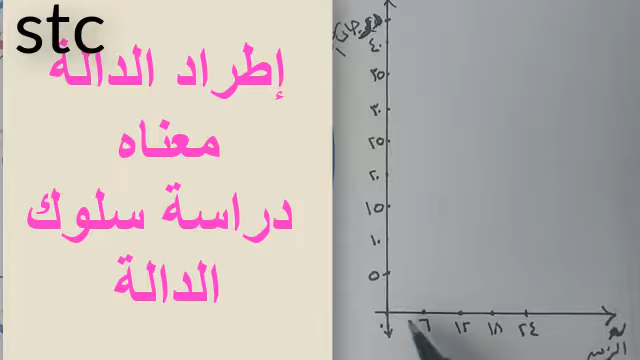 stc
إطراد الدالة
معناه
دراسة سلوك
الدالة
٤٠
٣٥
٣٠
٢٥
٢٠
١٥
١٠
٥
٠ ٦ ١٢ ١٨ ٢٤